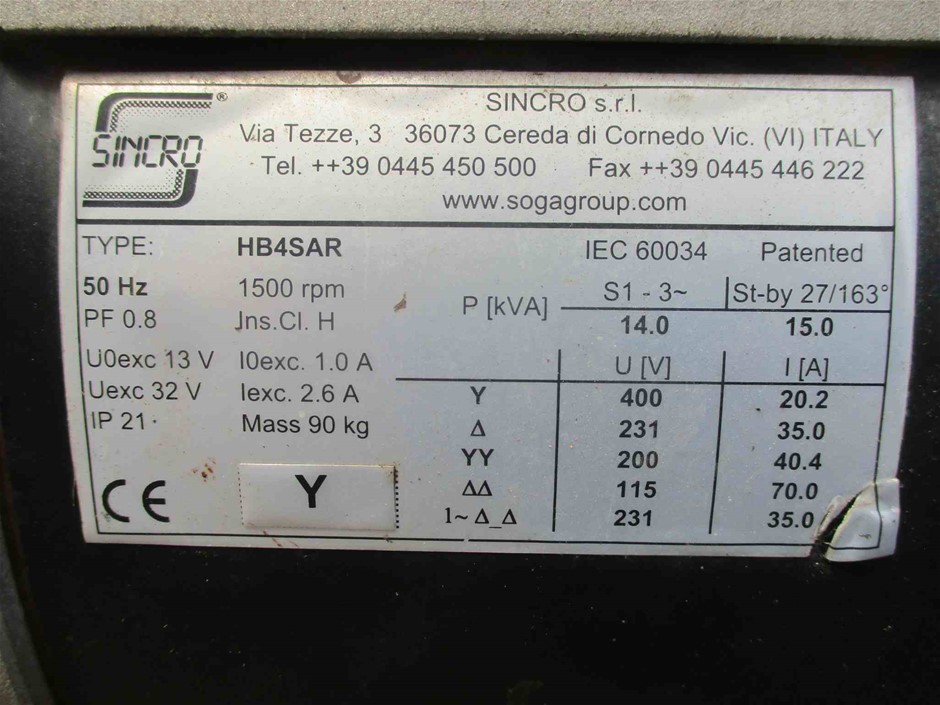 SINCRO ®
SINCRO s.r.l.
Via Tezze, 3 36073 Cereda di Cornedo Vic. (VI) ITALY
Tel. ++39 0445 450 500 Fax ++39 0445 446 222
www.sogagroup.com
TYPE: HB4SAR IEC 60034 Patented
50 Hz 1500 rpm P [kVA] S1 - 3~ St-by 27/163°
PF 0.8 Ins.Cl. H 14.0 15.0
U0exc 13 V I0exc. 1.0 A U [V] I [A]
Uexc 32 V Iexc. 2.6 A Y 400 20.2
IP 21 Mass 90 kg Δ 231 35.0
YY 200 40.4
CE Y ΔΔ 115 70.0
1~ Δ_Δ 231 35.0